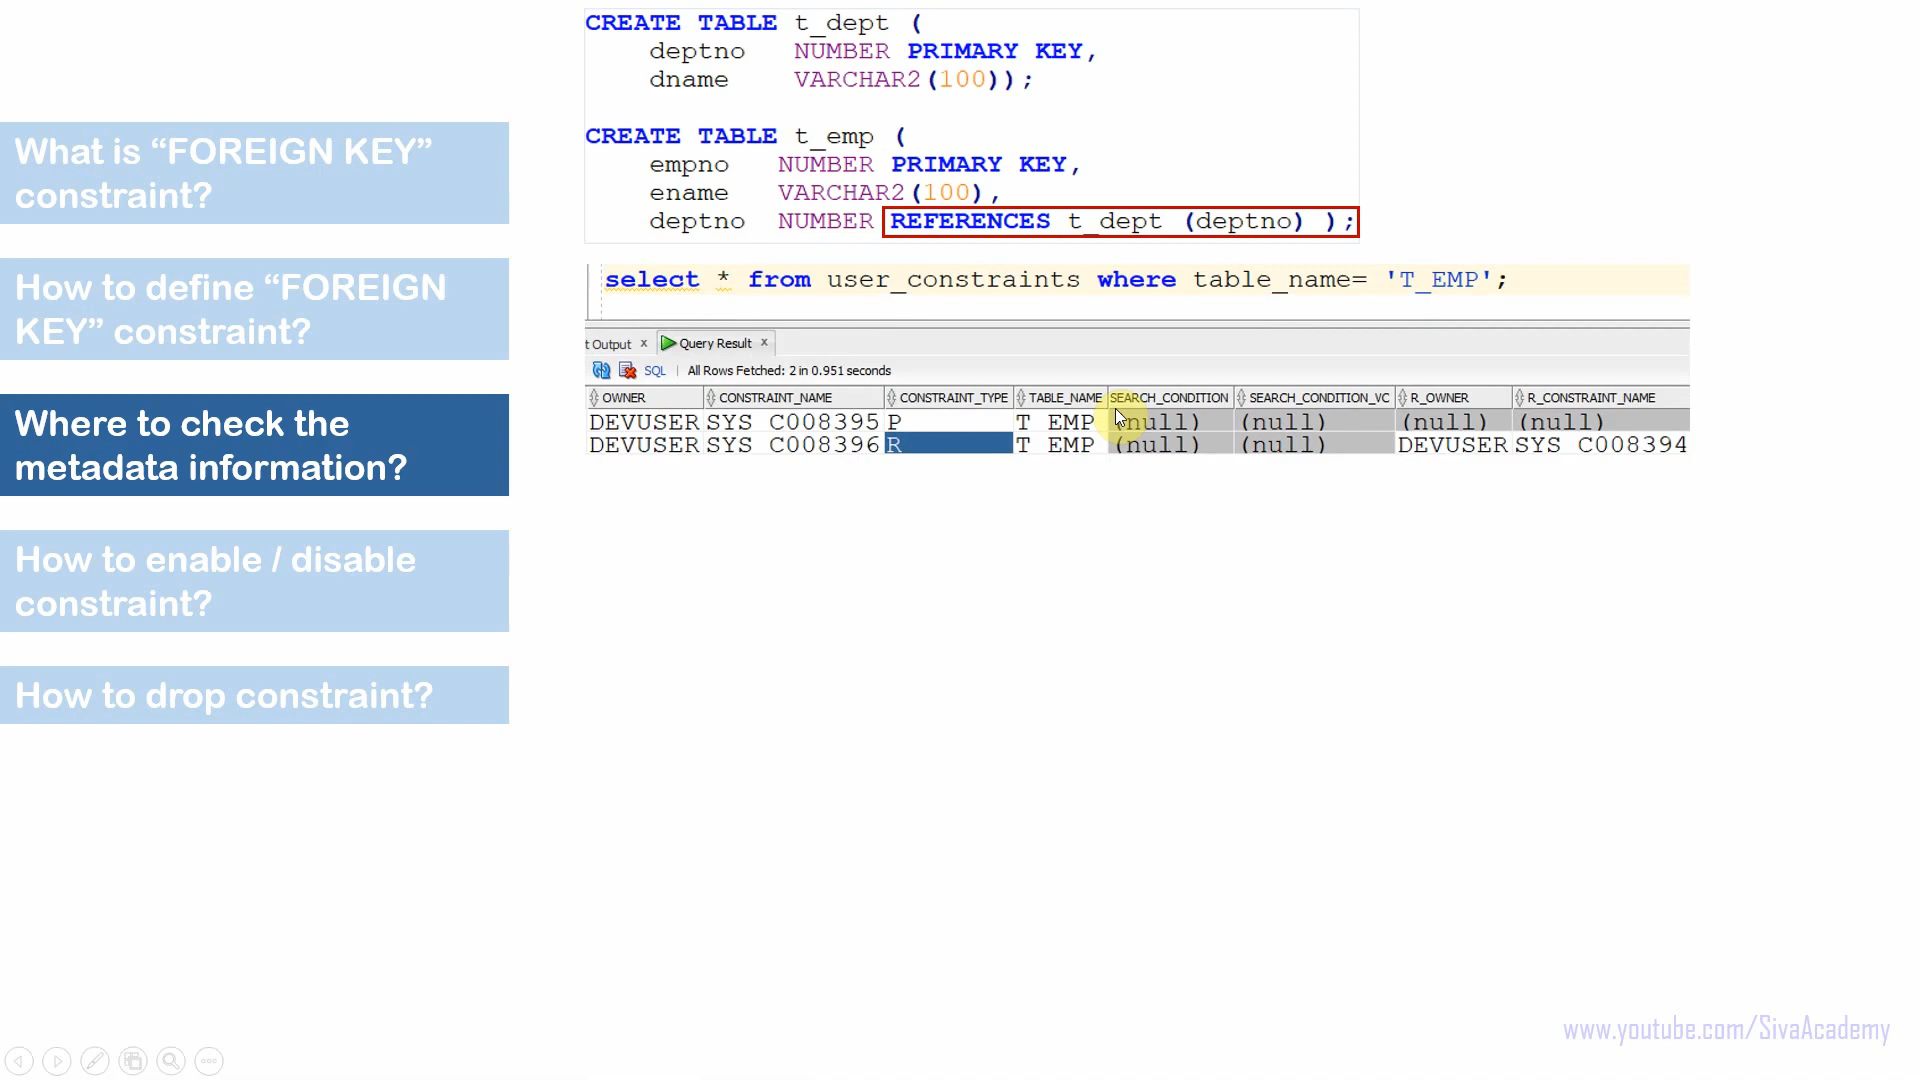 CREATE TABLE t_dept (
deptno NUMBER PRIMARY KEY,
dname VARCHAR2(100));
CREATE TABLE t_emp (
empno NUMBER PRIMARY KEY,
ename VARCHAR2(100),
deptno NUMBER REFERENCES t_dept (deptno) );
What is “FOREIGN KEY”
constraint?
How to define “FOREIGN
KEY” constraint?
Where to check the
metadata information?
How to enable / disable
constraint?
How to drop constraint?
select * from user_constraints where table_name= 'T_EMP';
t Output x Query Result x
SQL | All Rows Fetched: 2 in 0.951 seconds
OWNER CONSTRAINT_NAME CONSTRAINT_TYPE TABLE_NAME SEARCH_CONDITION SEARCH_CONDITION_VC R_OWNER R_CONSTRAINT_NAME
DEVUSER SYS_C008395 P T_EMP (null) (null) (null) (null)
DEVUSER SYS_C008396 R T_EMP (null) (null) DEVUSER SYS_C008394
www.youtube.com/SivaAcademy